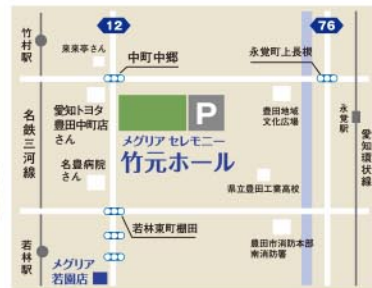 12
76
竹村駅
来来亭さん
中町中郷
永覚町上長根
愛知トヨタ
豊田中町店
さん
P
豊田地域
文化広場
永覚駅
名鉄三河線
メグリア セレモニー
竹元ホール
愛知環状線
名豊病院
さん
県立豊田工業高校
若林東町棚田
若林駅
メグリア
若園店
豊田市消防本部
南消防署